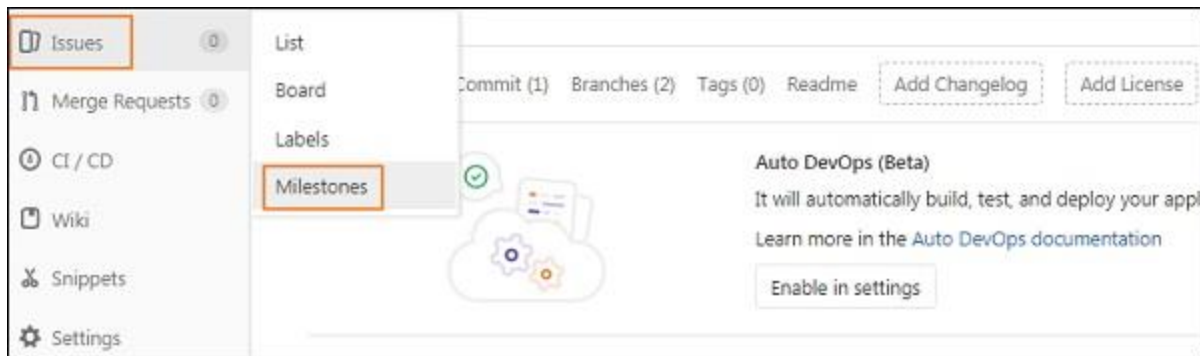 Issues 0
Merge Requests 0
CI / CD
Wiki
Snippets
Settings
List
Board
Labels
Milestones
Commit (1) Branches (2) Tags (0) Readme Add Changelog Add License
Auto DevOps (Beta)
It will automatically build, test, and deploy your appl
Learn more in the Auto DevOps documentation
Enable in settings